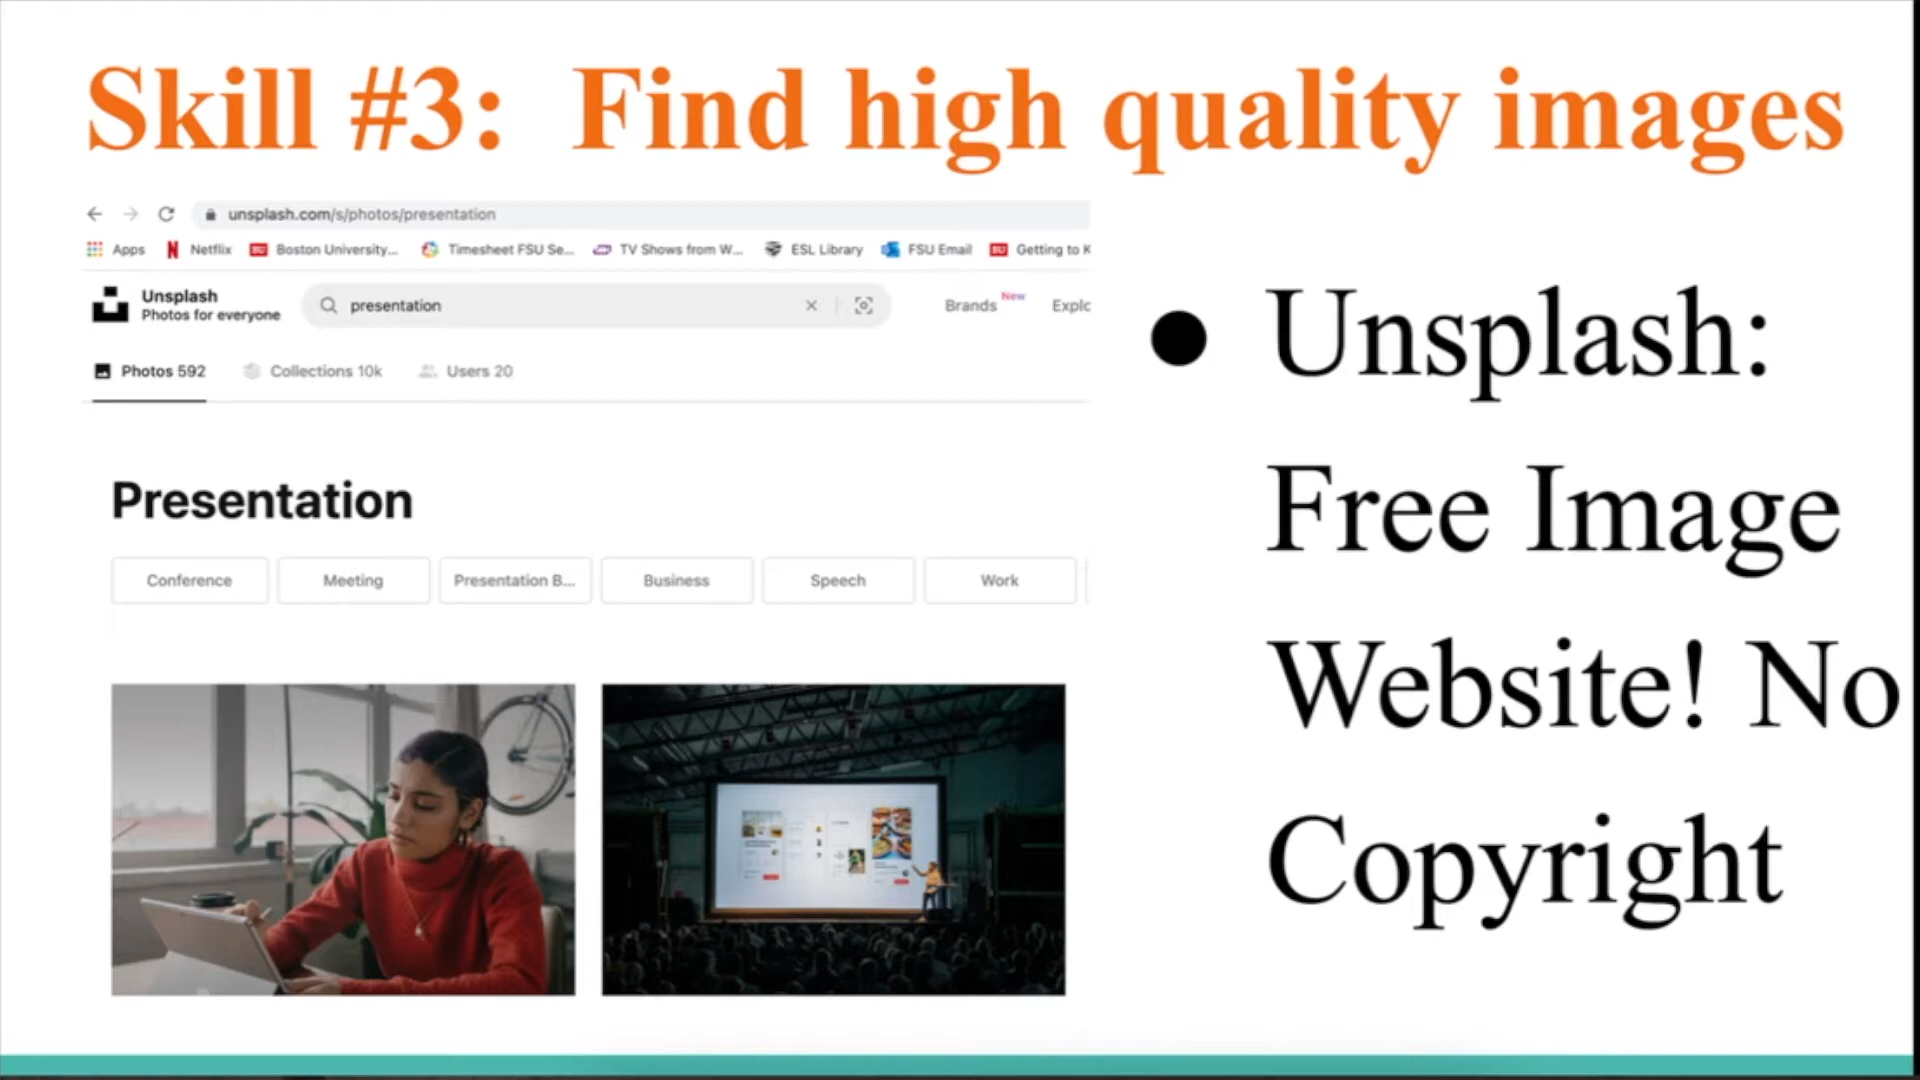 Skill #3: Find high quality images
unsplash.com/s/photos/presentation
Apps Netflix Boston University... Timesheet FSU Se... TV Shows from W... ESL Library FSU Email Getting to K
Unsplash
Photos for everyone
presentation
Brands New Explo
Photos 592 Collections 10k Users 20
Presentation
Conference Meeting Presentation B... Business Speech Work
● Unsplash:
Free Image
Website! No
Copyright